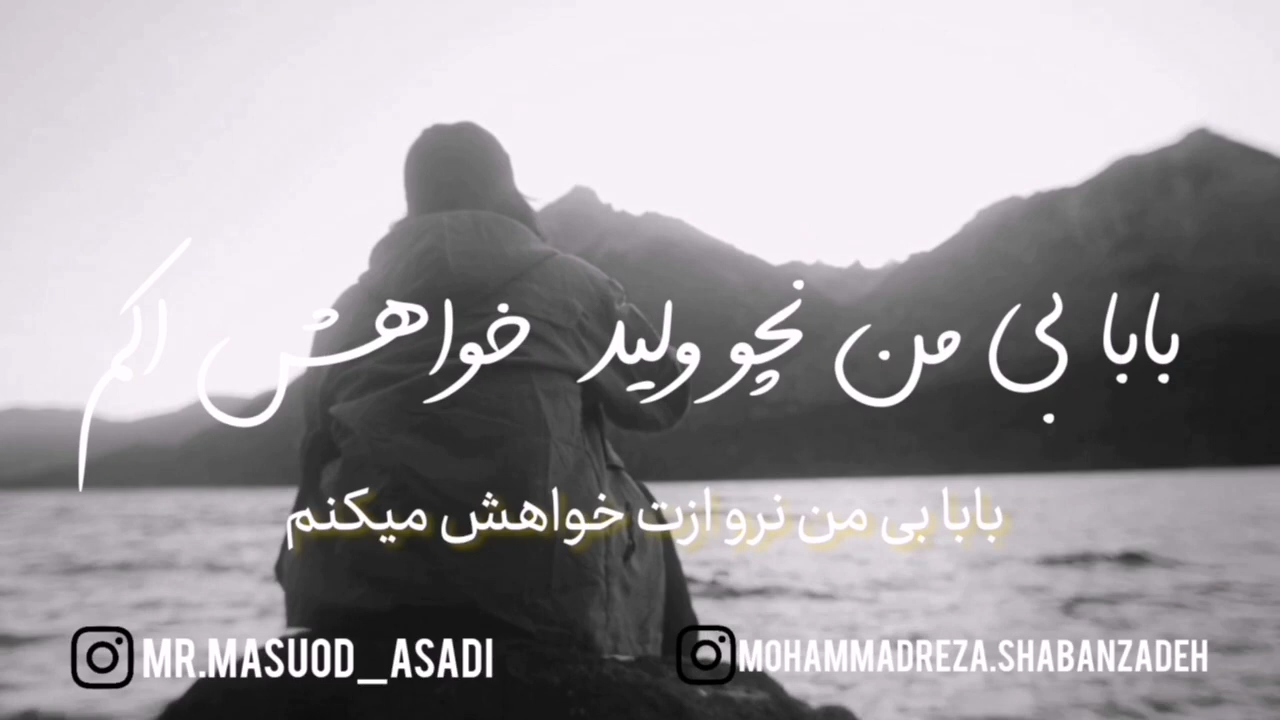 بابا بی من نچو ولید خواهش اکم
بابا بی من نرو ازت خواهش میکنم
MR.MASUOD_ASADI
MOHAMMADREZA.SHABANZADEH